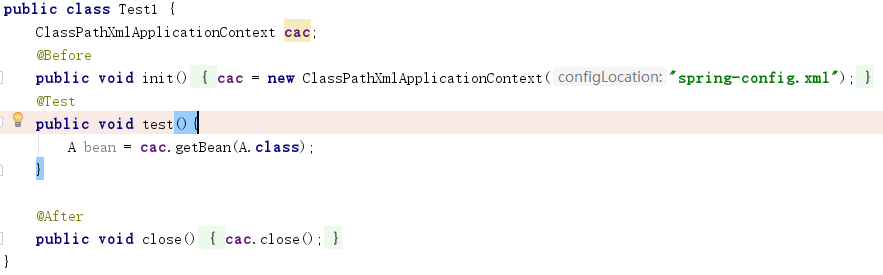 public class Test1 {
ClassPathXmlApplicationContext cac;
@Before
public void init() { cac = new ClassPathXmlApplicationContext( configLocation: "spring-config.xml"); }
@Test
public void test(){
A bean = cac.getBean(A.class);
}
@After
public void close() { cac.close(); }
}